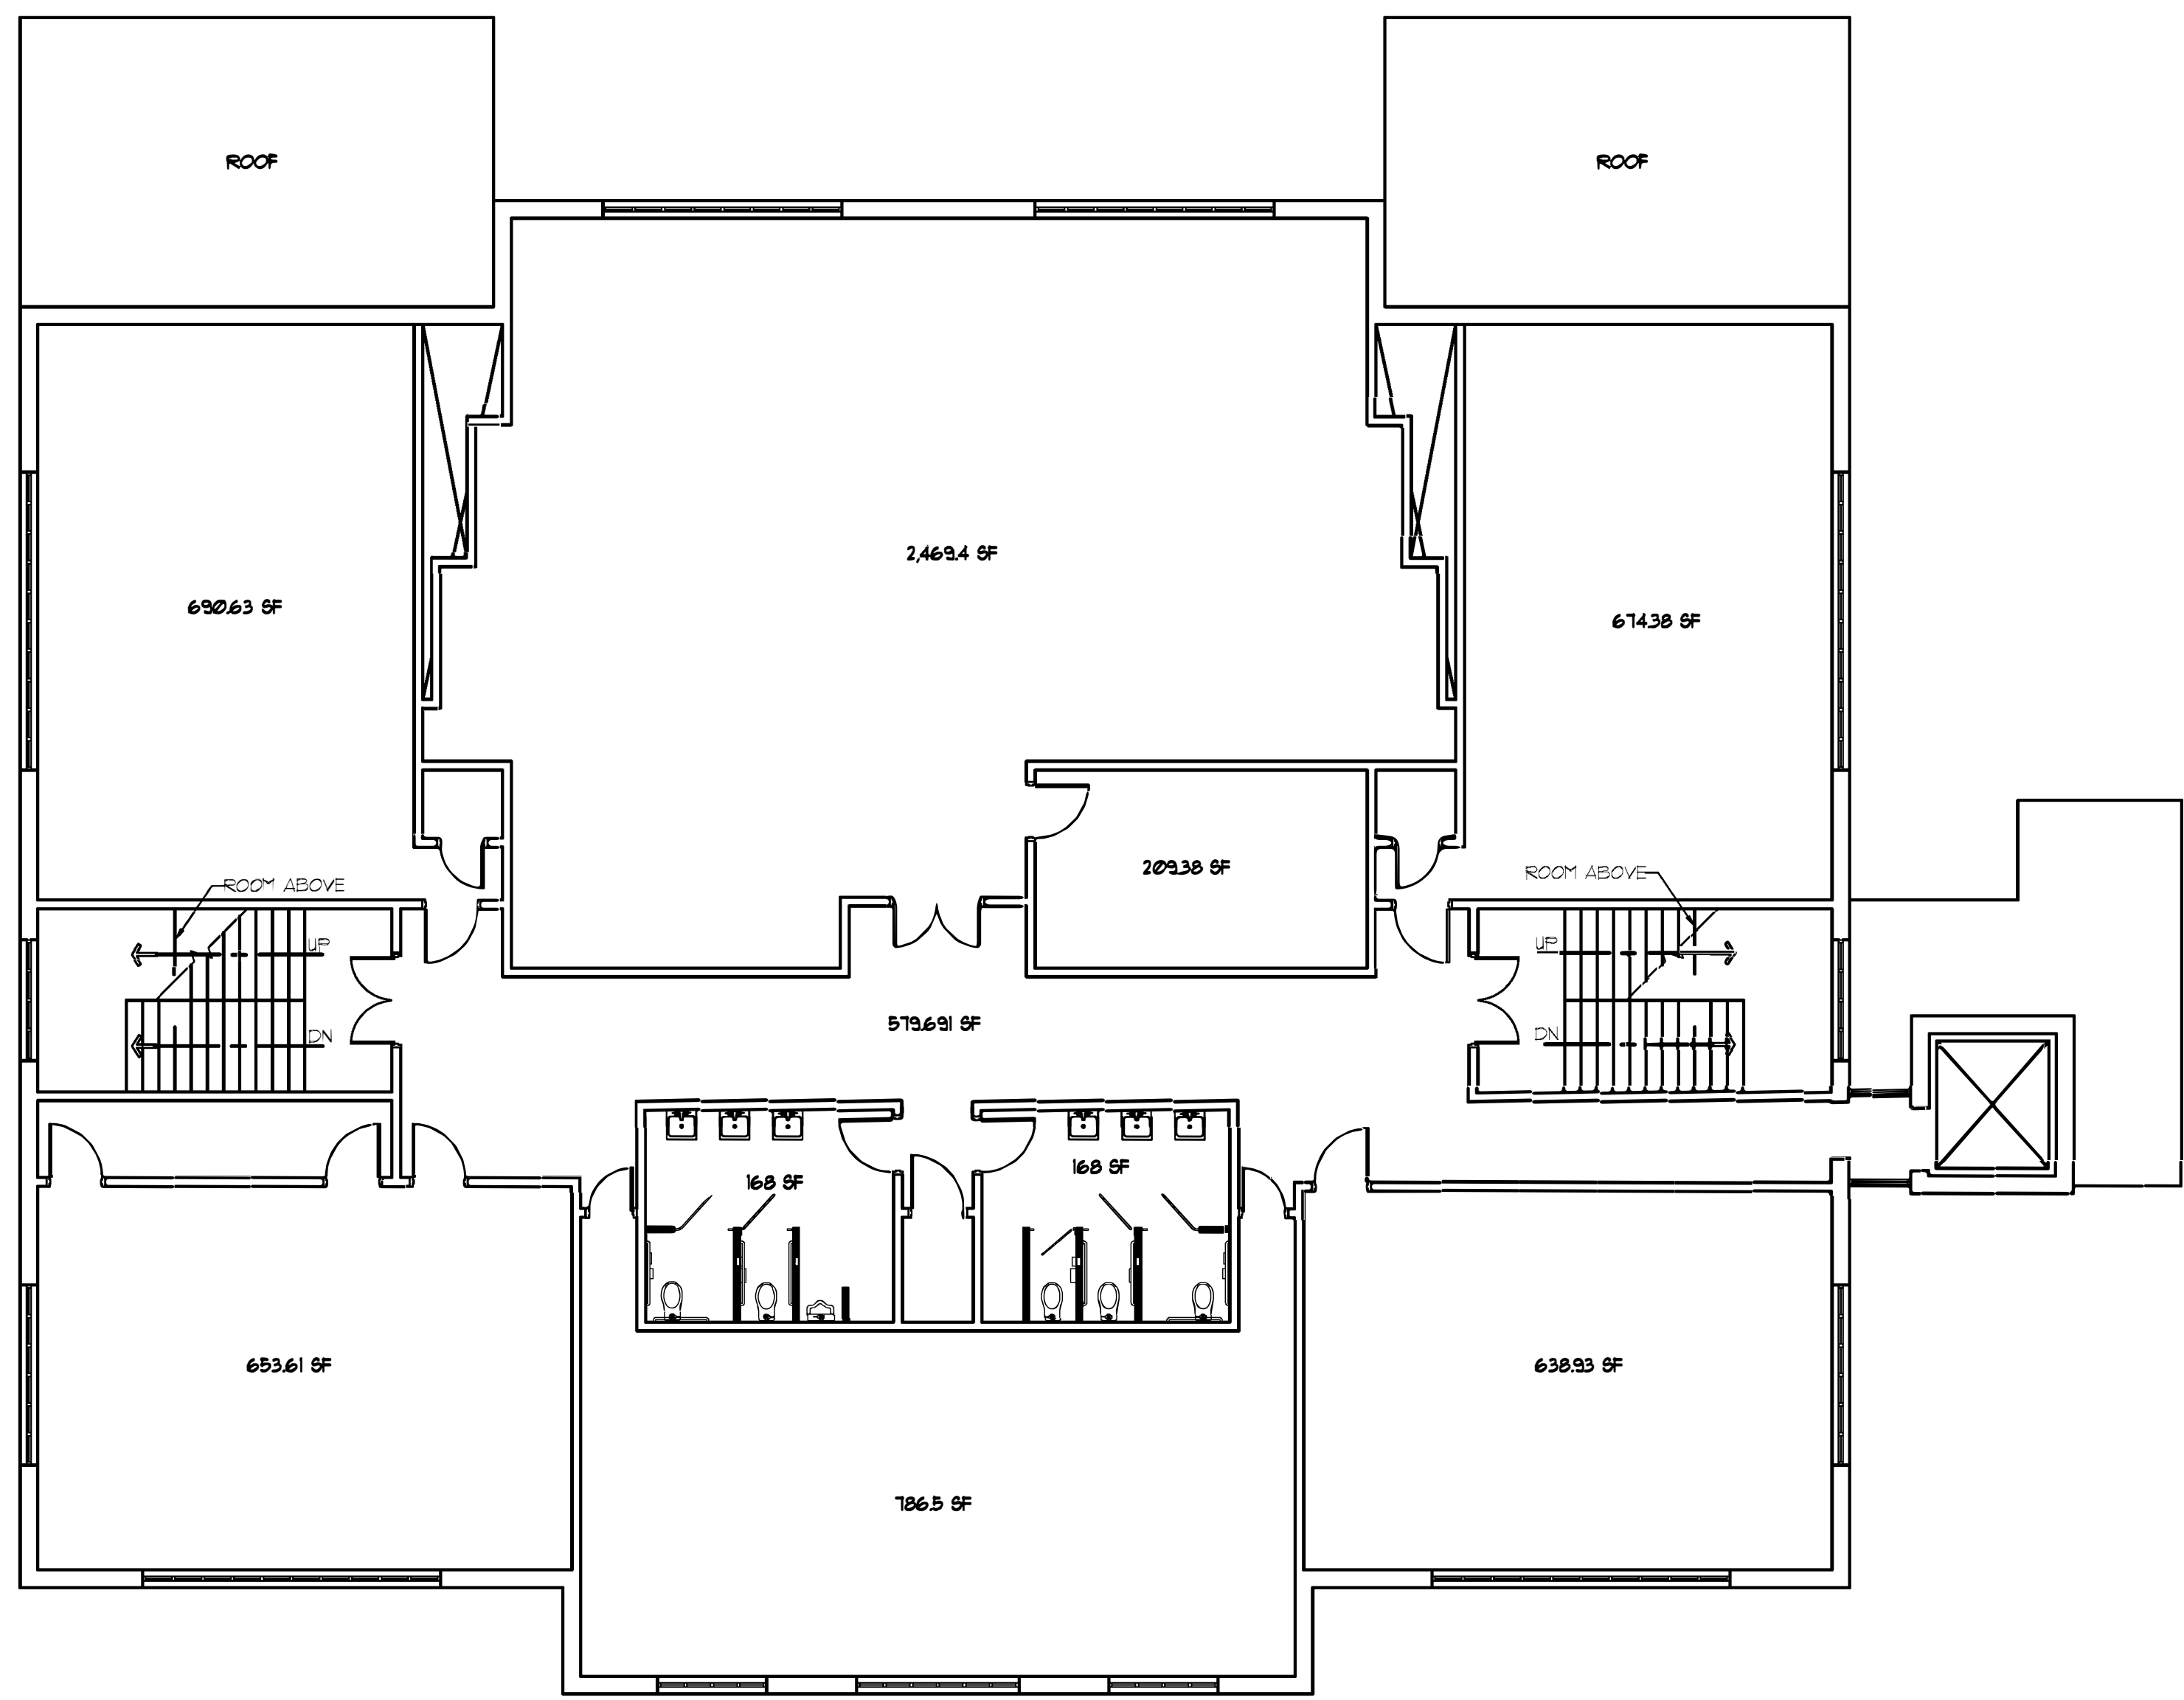 ROOF
ROOF
2,469.4 SF
690.63 SF
674.38 SF
209.38 SF
ROOM ABOVE
ROOM ABOVE
UP
UP
579.691 SF
DN
DN
168 SF
168 SF
653.61 SF
638.93 SF
786.5 SF